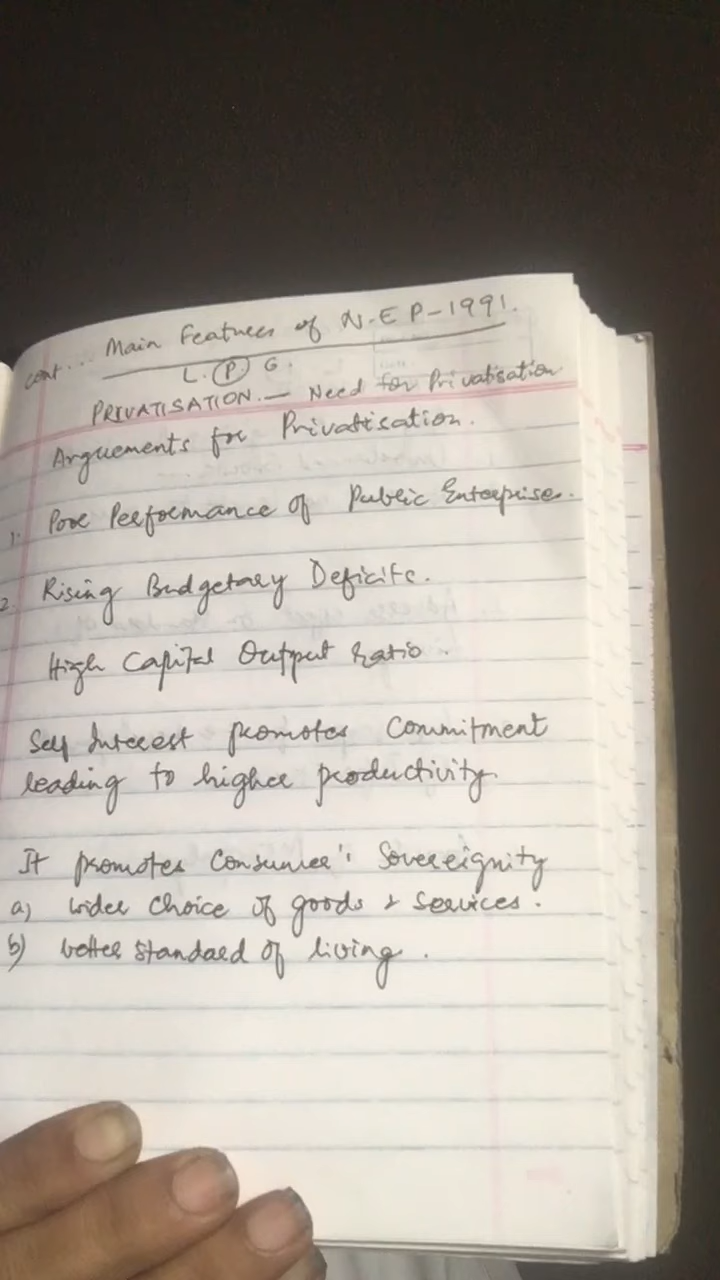 cont... Main Features of N.E P-1991.
L. P G.
PRIVATISATION. — Need for Privatisation
Arguements for Privatisation.
1. Poor Performance of Public Enterprises.
2. Rising Budgetary Deficits.
High Capital Output Ratio.
Self Interest promotes Commitment
leading to higher productivity.
It promotes Consumer's Sovereignity
a) wider choice of goods & services.
b) better standard of living.